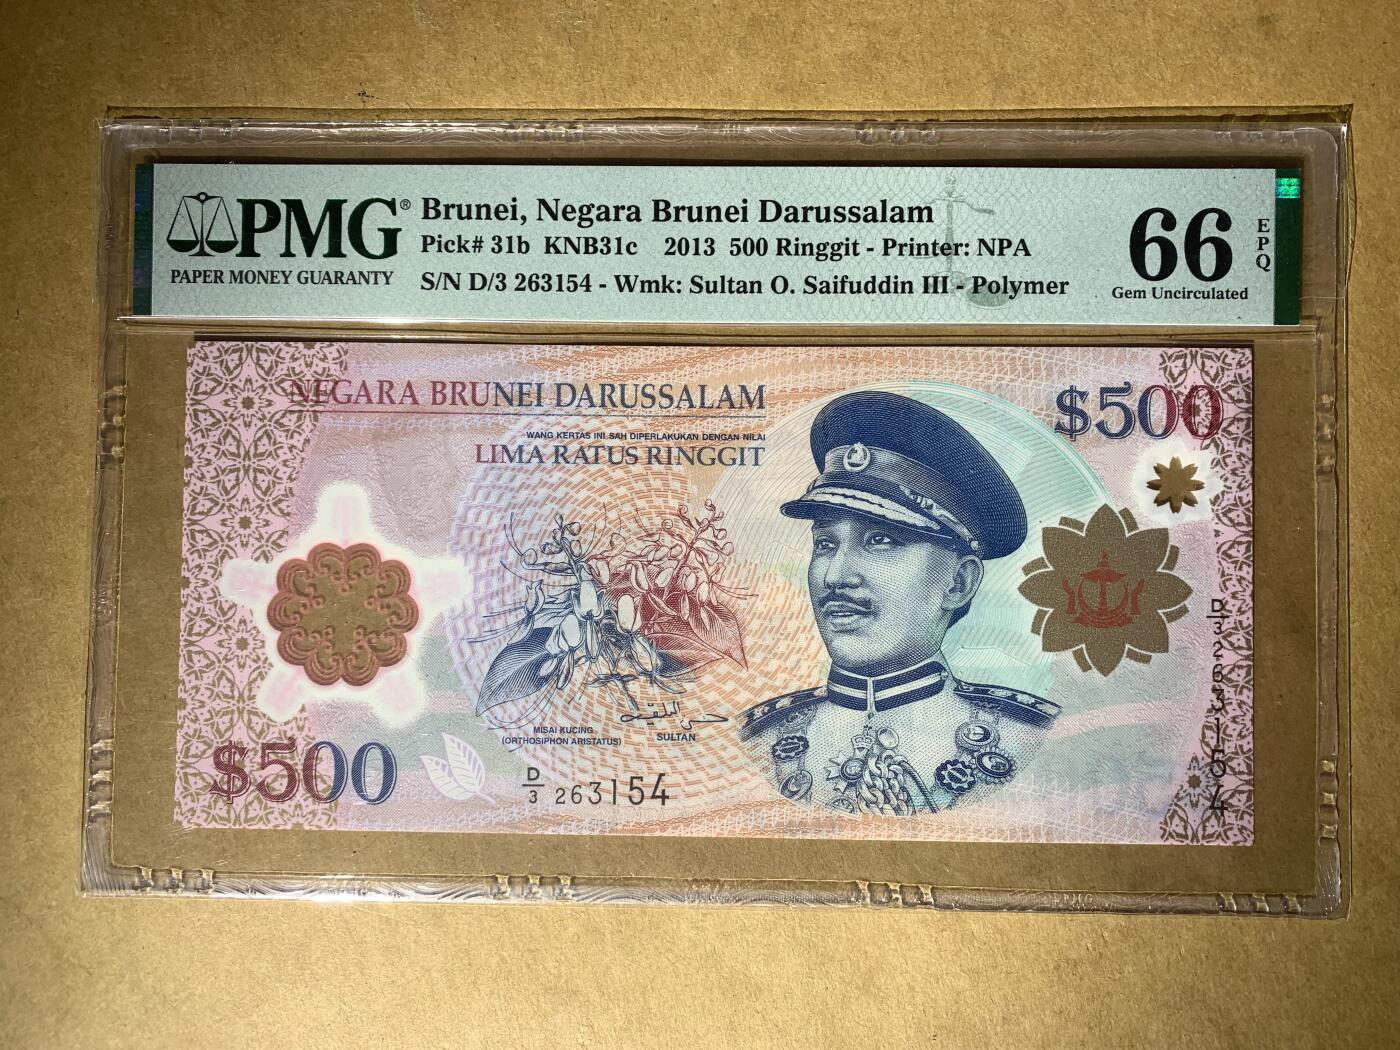 PMG®
PAPER MONEY GUARANTY
Brunei, Negara Brunei Darussalam
Pick# 31b KNB31c 2013 500 Ringgit - Printer: NPA
S/N D/3 263154 - Wmk: Sultan O. Saifuddin III - Polymer
66
EPQ
Gem Uncirculated
NEGARA BRUNEI DARUSSALAM
WANG KERTAS INI SAH DIPERLAKUKAN DENGAN NILAI
LIMA RATUS RINGGIT
$500
MISAI KUCING
(ORTHOSIPHON ARISTATUS)
SULTAN
$500
D/3 263154
D/3 263154